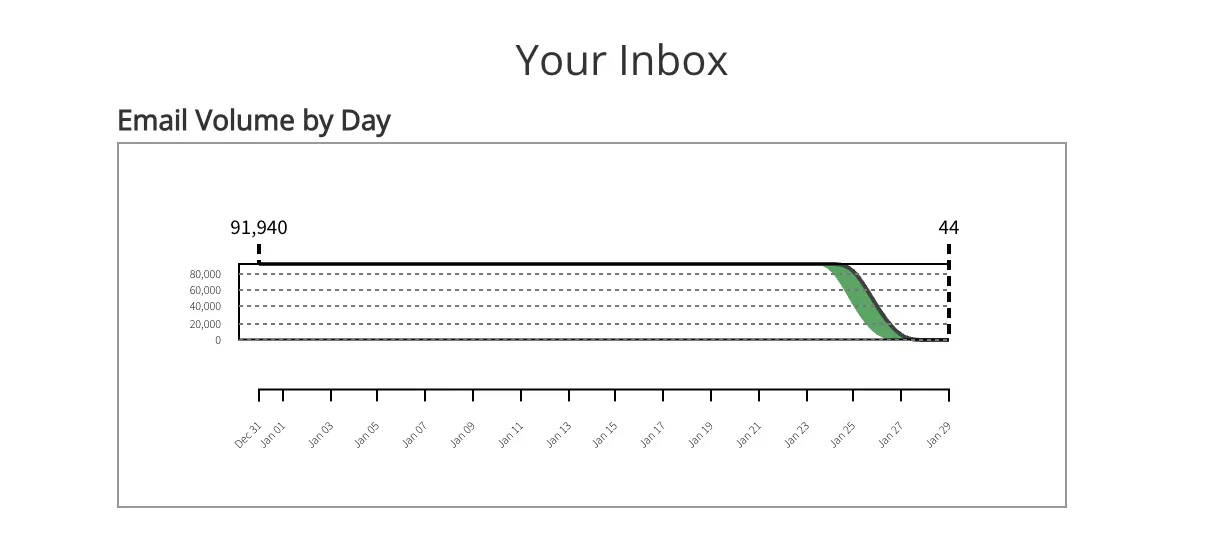 Your Inbox
Email Volume by Day
91,940 44
80,000
60,000
40,000
20,000
0
Dec 31 Jan 01 Jan 03 Jan 05 Jan 07 Jan 09 Jan 11 Jan 13 Jan 15 Jan 17 Jan 19 Jan 21 Jan 23 Jan 25 Jan 27 Jan 29